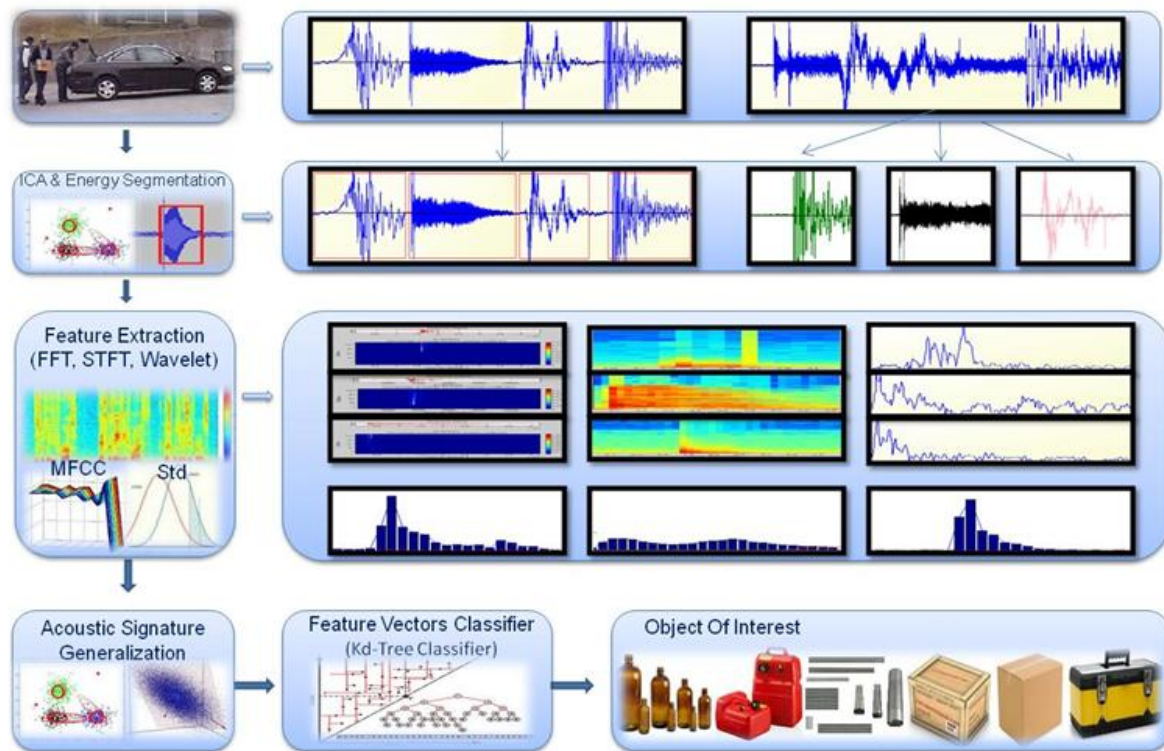 ICA & Energy Segmentation
Feature Extraction
(FFT, STFT, Wavelet)
MFCC
Std
Acoustic Signature
Generalization
Feature Vectors Classifier
(Kd-Tree Classifier)
Object Of Interest